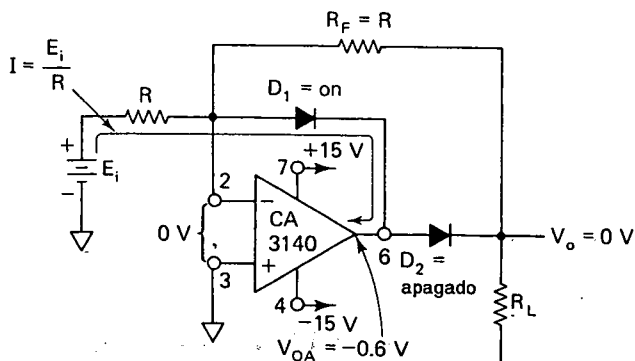 R_F = R
I = E_i / R
D_1 = on
R
+15 V
+
E_i
−
7
2
−
CA
3140
0 V
6
D_2 =
apagado
V_o = 0 V
3
+
4
−15 V
R_L
V_OA = −0.6 V